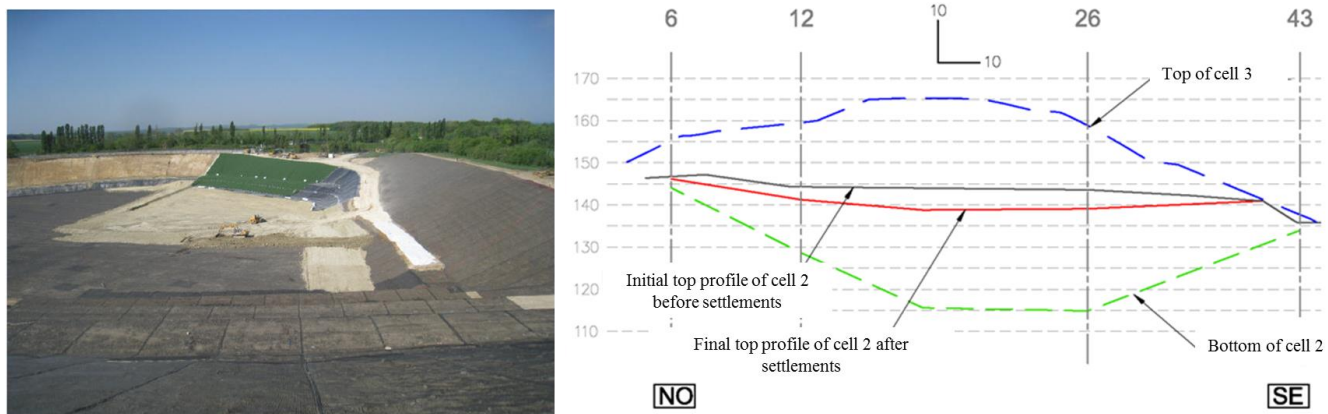 6 12 26 43
10
10
170
160
150
140
130
120
110
Top of cell 3
Initial top profile of cell 2
before settlements
Final top profile of cell 2 after
settlements
Bottom of cell 2
NO
SE